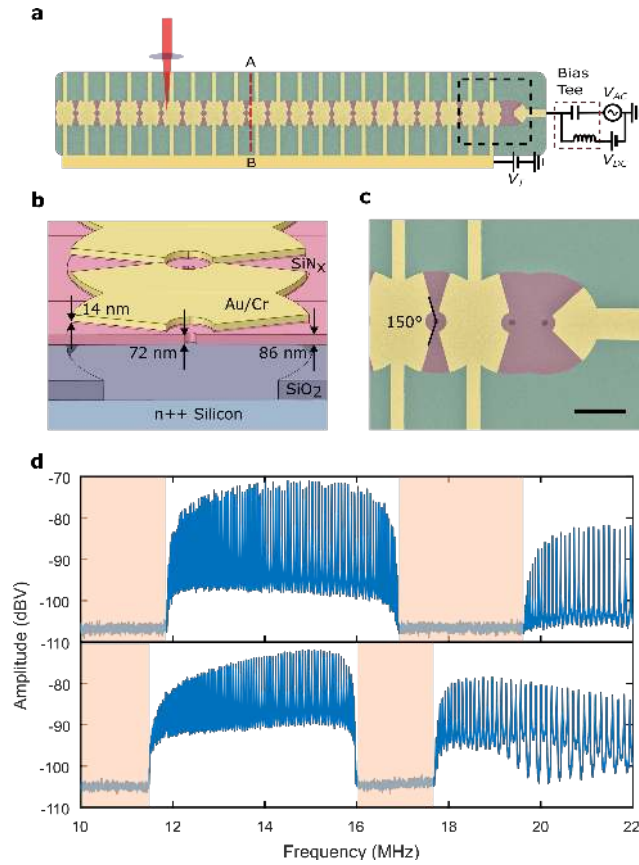 a
A
B
Bias
Tee
V_AC
V_DC
V_T
b
SiN_X
Au/Cr
14 nm
72 nm
86 nm
SiO_2
n++ Silicon
c
150°
d
Amplitude (dBV)
-70
-80
-90
-100
-110
-80
-90
-100
-110
10
12
14
16
18
20
22
Frequency (MHz)